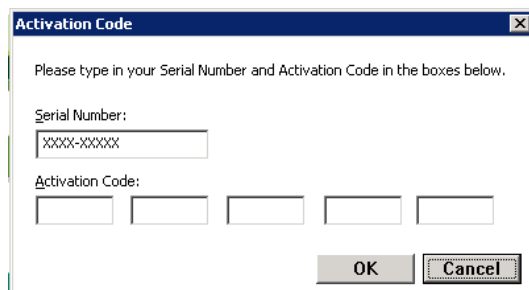 Activation Code
Please type in your Serial Number and Activation Code in the boxes below.
Serial Number:
XXXX-XXXXX
Activation Code:
OK
Cancel